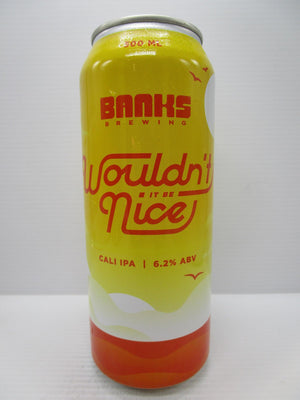 500 ML
BANKS
BREWING
Wouldn't
IT BE
Nice
CALI IPA | 6.2% ABV